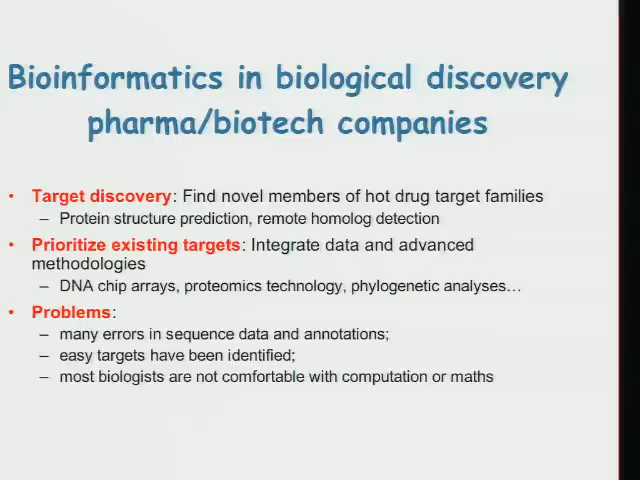 Bioinformatics in biological discovery
pharma/biotech companies
• Target discovery: Find novel members of hot drug target families
– Protein structure prediction, remote homolog detection
• Prioritize existing targets: Integrate data and advanced
methodologies
– DNA chip arrays, proteomics technology, phylogenetic analyses…
• Problems:
– many errors in sequence data and annotations;
– easy targets have been identified;
– most biologists are not comfortable with computation or maths